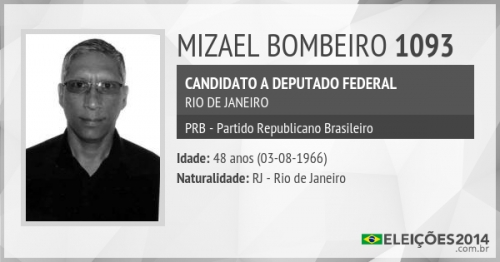 MIZAEL BOMBEIRO 1093
CANDIDATO A DEPUTADO FEDERAL
RIO DE JANEIRO
PRB - Partido Republicano Brasileiro
Idade: 48 anos (03-08-1966)
Naturalidade: RJ - Rio de Janeiro
ELEIÇÕES2014
.com.br